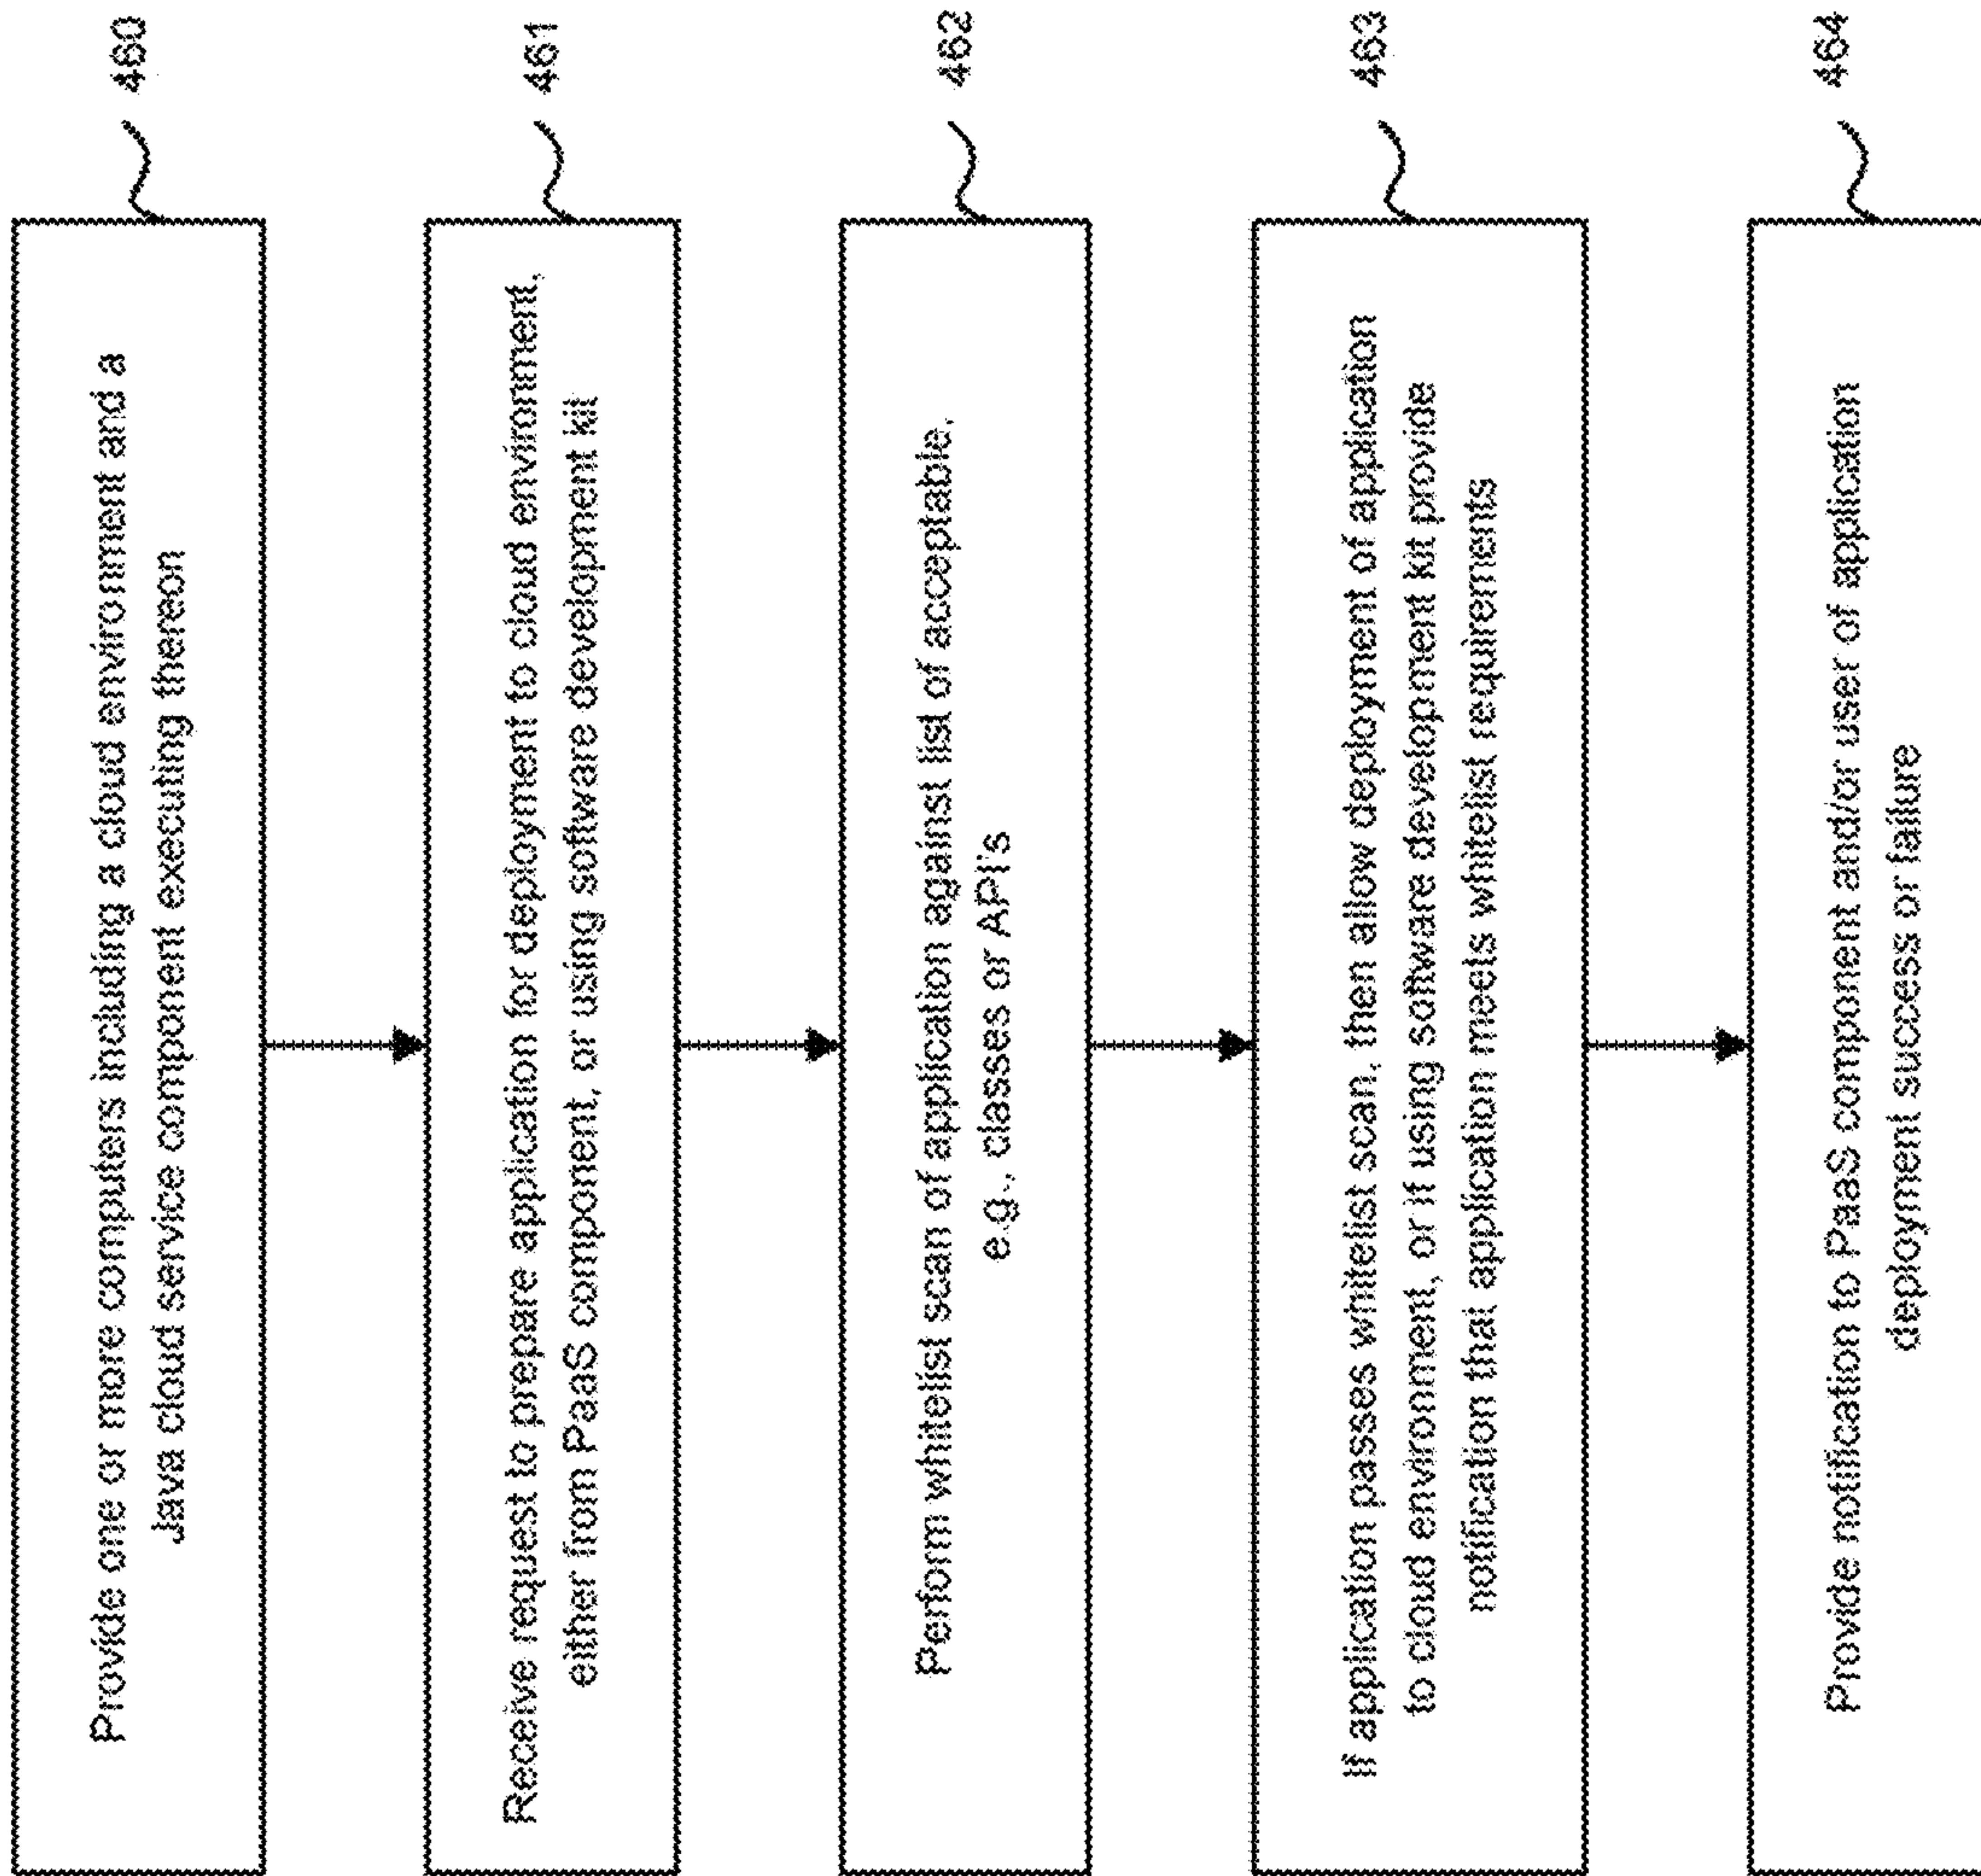 Provide one or more computers including a cloud environment and a
Java cloud service component executing thereon
460
Receive request to prepare application for deployment to cloud environment,
either from PaaS component, or using software development kit
461
Perform whitelist scan of application against list of acceptable,
e.g., classes or API's
462
If application passes whitelist scan, then allow deployment of application
to cloud environment, or if using software development kit provide
notification that application meets whitelist requirements
463
Provide notification to PaaS component and/or user of application
deployment success or failure
464